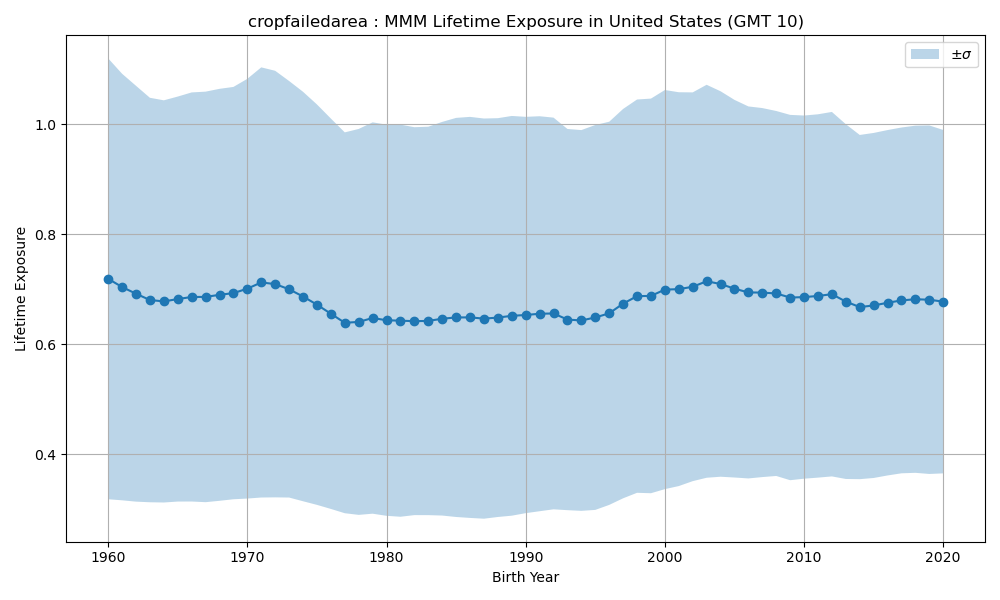 cropfailedarea : MMM Lifetime Exposure in United States (GMT 10)
±σ
Lifetime Exposure
1.0
0.8
0.6
0.4
1960 1970 1980 1990 2000 2010 2020
Birth Year